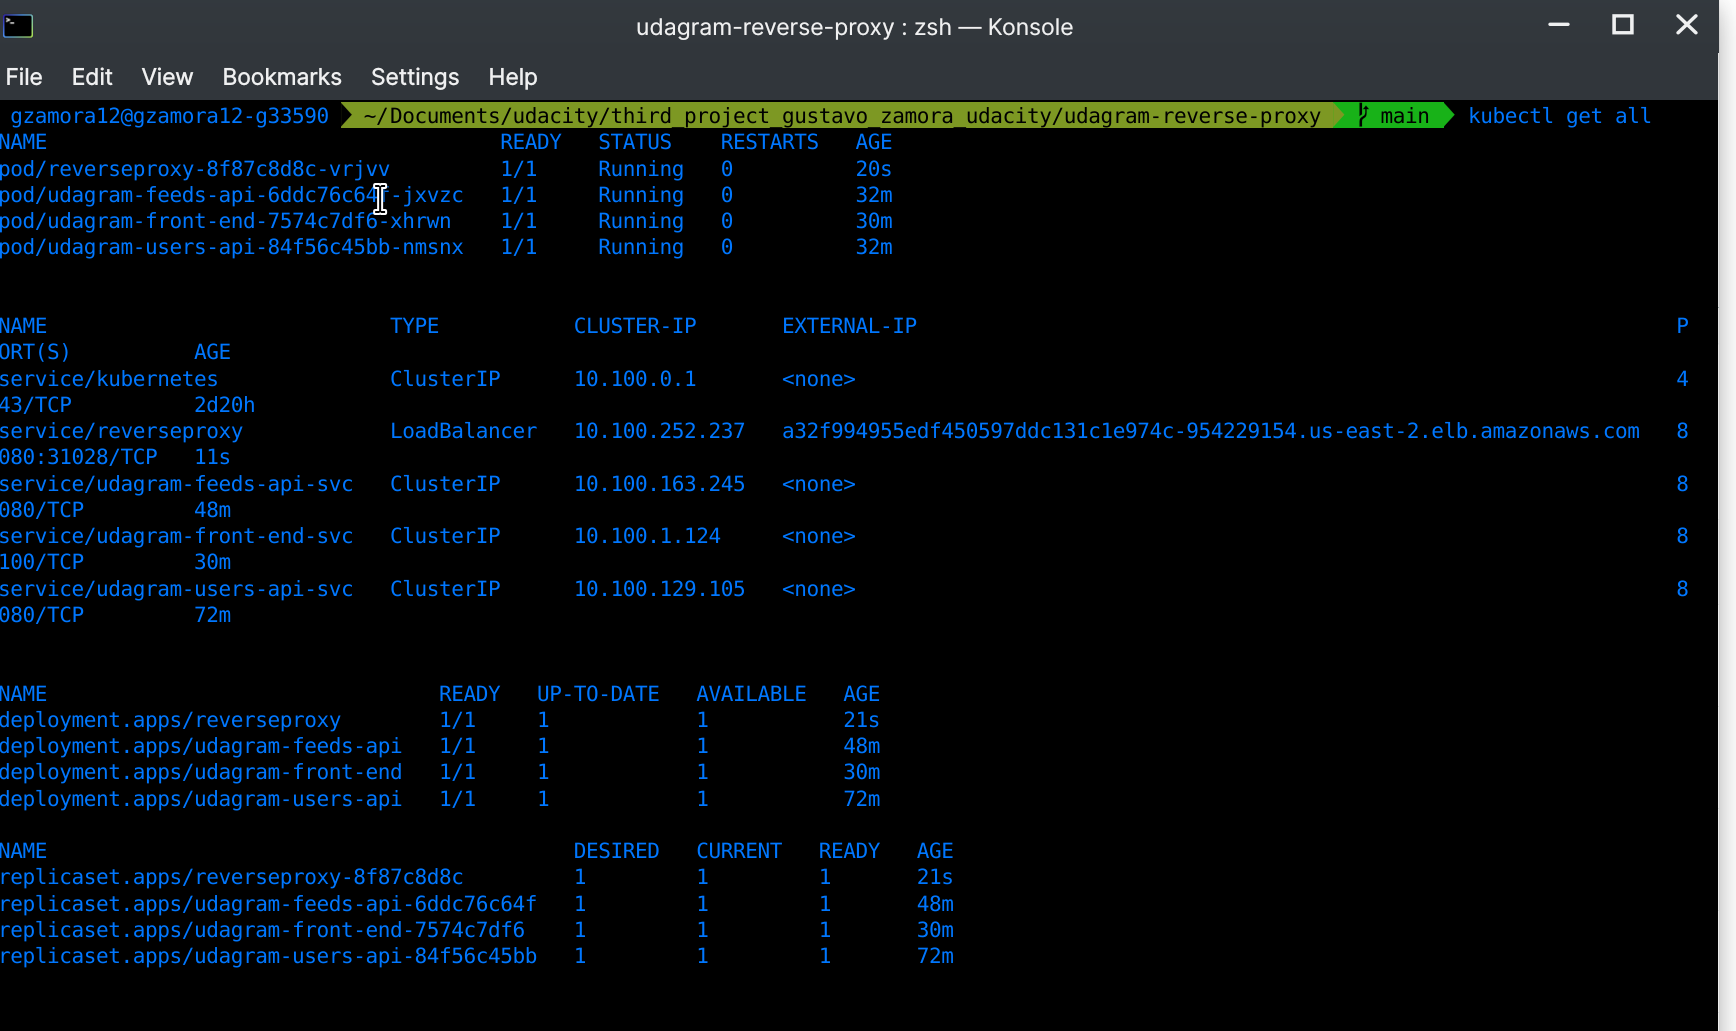 udagram-reverse-proxy : zsh — Konsole
File Edit View Bookmarks Settings Help
gzamora12@gzamora12-g33590 ~/Documents/udacity/third_project_gustavo_zamora_udacity/udagram-reverse-proxy main kubectl get all
NAME READY STATUS RESTARTS AGE
pod/reverseproxy-8f87c8d8c-vrjvv 1/1 Running 0 20s
pod/udagram-feeds-api-6ddc76c64f-jxvzc 1/1 Running 0 32m
pod/udagram-front-end-7574c7df6-xhrwn 1/1 Running 0 30m
pod/udagram-users-api-84f56c45bb-nmsnx 1/1 Running 0 32m
NAME TYPE CLUSTER-IP EXTERNAL-IP P
ORT(S) AGE
service/kubernetes ClusterIP 10.100.0.1 <none> 4
43/TCP 2d20h
service/reverseproxy LoadBalancer 10.100.252.237 a32f994955edf450597ddc131c1e974c-954229154.us-east-2.elb.amazonaws.com 8
080:31028/TCP 11s
service/udagram-feeds-api-svc ClusterIP 10.100.163.245 <none> 8
080/TCP 48m
service/udagram-front-end-svc ClusterIP 10.100.1.124 <none> 8
100/TCP 30m
service/udagram-users-api-svc ClusterIP 10.100.129.105 <none> 8
080/TCP 72m
NAME READY UP-TO-DATE AVAILABLE AGE
deployment.apps/reverseproxy 1/1 1 1 21s
deployment.apps/udagram-feeds-api 1/1 1 1 48m
deployment.apps/udagram-front-end 1/1 1 1 30m
deployment.apps/udagram-users-api 1/1 1 1 72m
NAME DESIRED CURRENT READY AGE
replicaset.apps/reverseproxy-8f87c8d8c 1 1 1 21s
replicaset.apps/udagram-feeds-api-6ddc76c64f 1 1 1 48m
replicaset.apps/udagram-front-end-7574c7df6 1 1 1 30m
replicaset.apps/udagram-users-api-84f56c45bb 1 1 1 72m